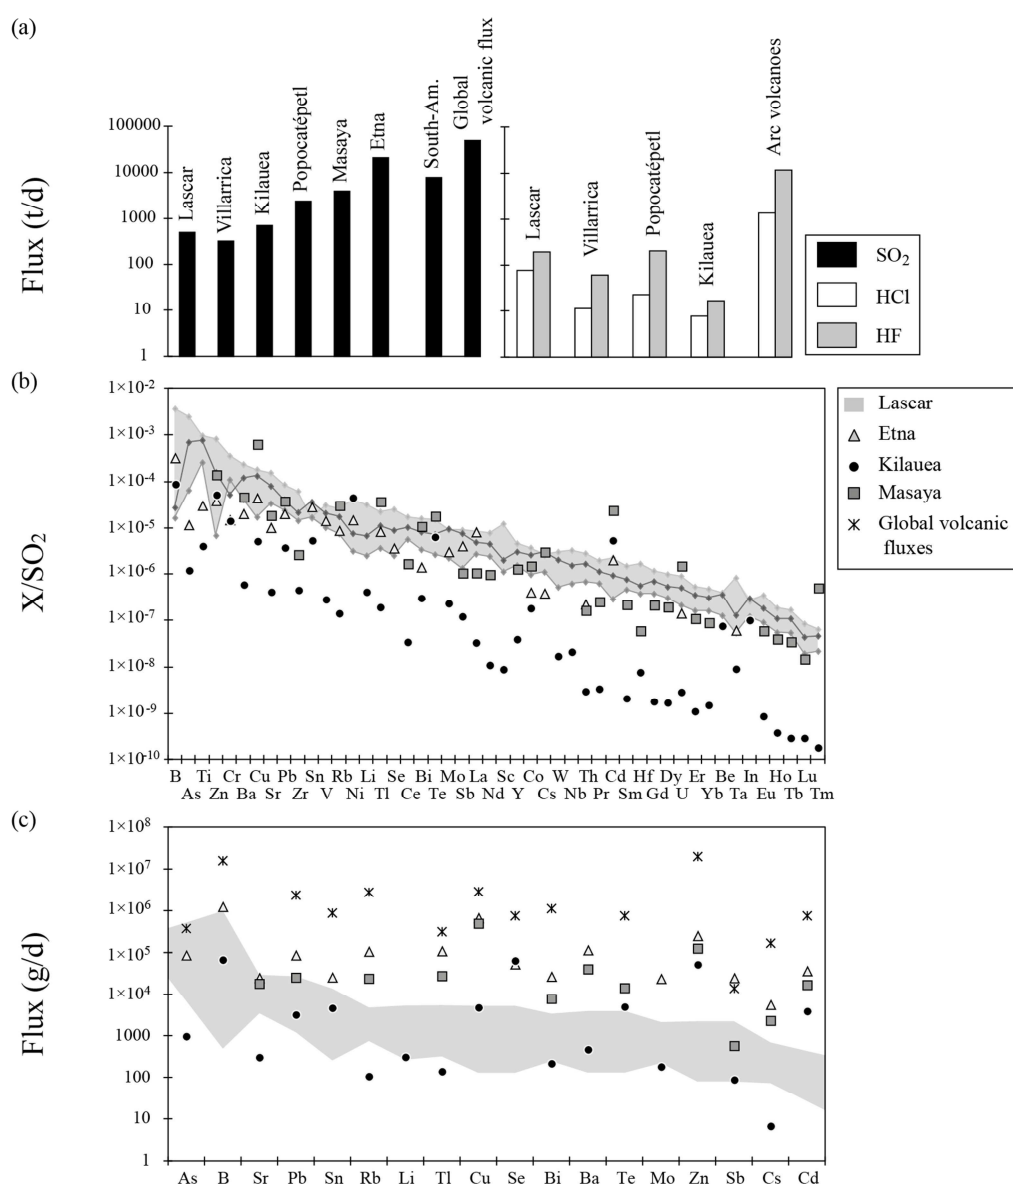 (a)
Flux (t/d)
100000
10000
1000
100
10
1
Lascar
Villarrica
Kilauea
Popocatépetl
Masaya
Etna
South-Am.
Global
volcanic flux
Lascar
Villarrica
Popocatépetl
Kilauea
Arc volcanoes
SO2
HCl
HF
(b)
X/SO2
1×10-2
1×10-3
1×10-4
1×10-5
1×10-6
1×10-7
1×10-8
1×10-9
1×10-10
B Ti Cr Cu Pb Sn Rb Li Se Bi Mo La Sc Co W Th Cd Hf Dy Er Be In Ho Lu
As Zn Ba Sr Zr V Ni Tl Ce Te Sb Nd Y Cs Nb Pr Sm Gd U Yb Ta Eu Tb Tm
Lascar
Etna
Kilauea
Masaya
Global volcanic
fluxes
(c)
Flux (g/d)
1×108
1×107
1×106
1×105
1×104
1000
100
10
1
As B Sr Pb Sn Rb Li Tl Cu Se Bi Ba Te Mo Zn Sb Cs Cd